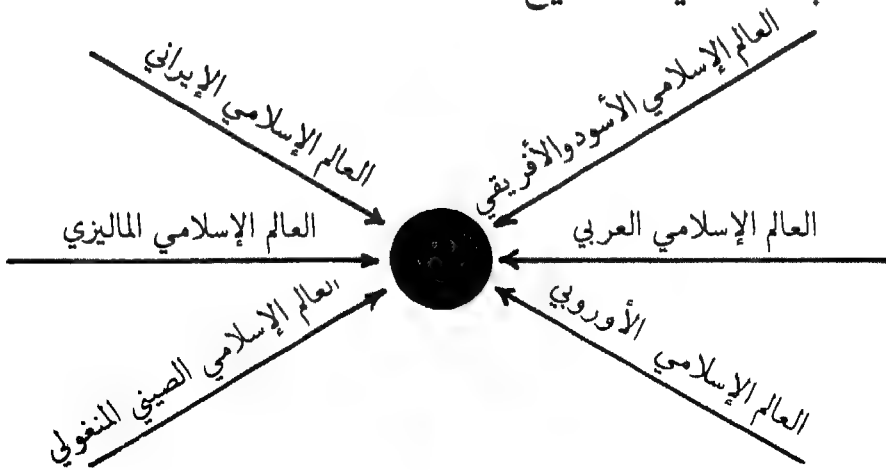 العالم الإسلامي الأسود والأفريقي
العالم الإسلامي الإيراني
العالم الإسلامي العربي
العالم الإسلامي الماليزي
العالم الإسلامي الأوروبي
العالم الإسلامي الصيني المنغولي